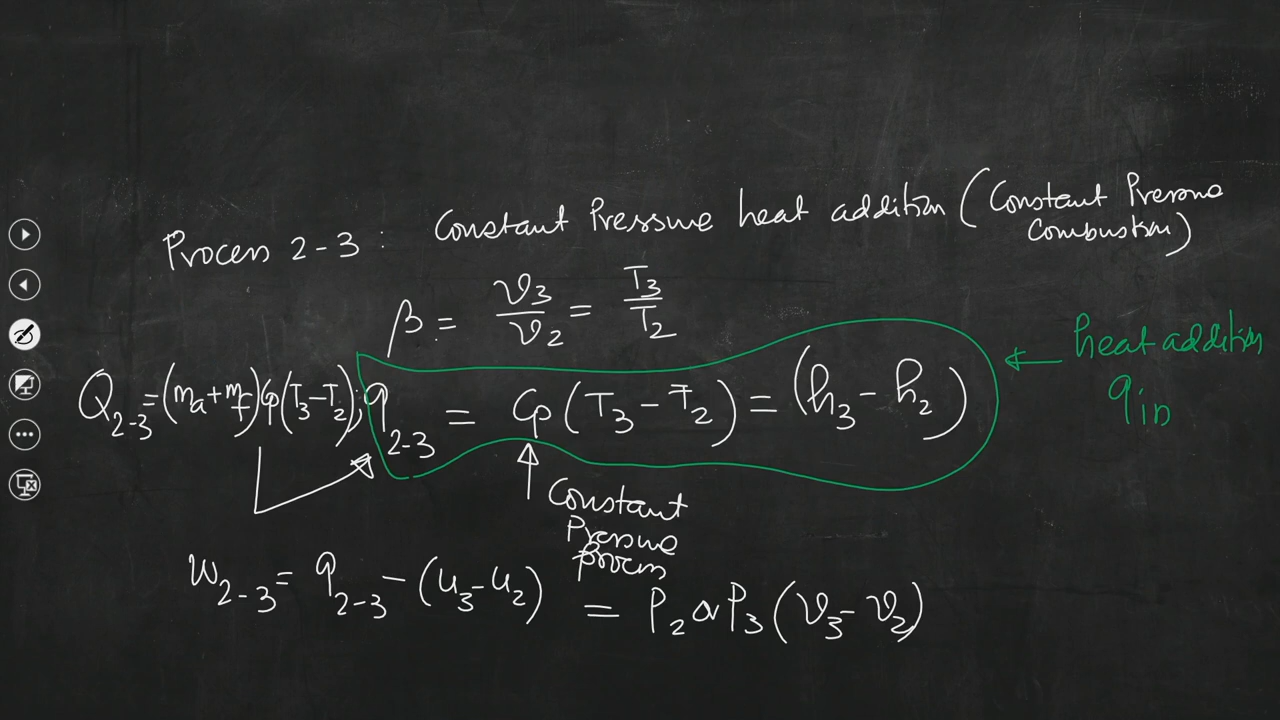 Process 2-3 : Constant Pressure heat addition (Constant Pressure Combustion)
β = v3/v2 = T3/T2
Q2-3 = (ma + mf) Cp (T3 - T2) ; q2-3 = Cp (T3 - T2) = (h3 - h2)
← heat addition
qin
Constant
Pressure
process
w2-3 = q2-3 - (u3 - u2) = P2 or P3 (v3 - v2)